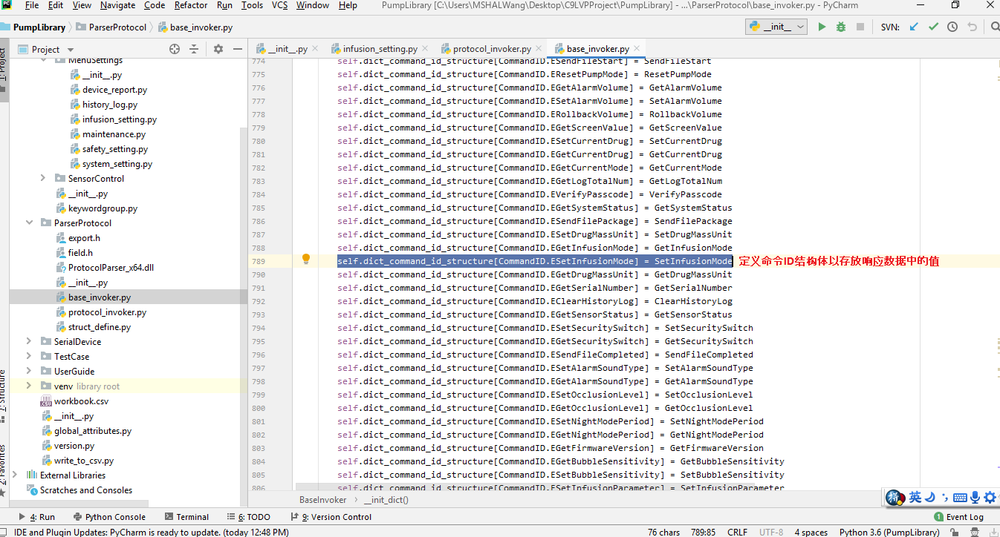 File Edit View Navigate Code Refactor Run Tools VCS Window Help PumpLibrary [C:\Users\MSHALWang\Desktop\C9LVPProject\PumpLibrary] - ...\ParserProtocol\base_invoker.py - PyCharm
PumpLibrary ParserProtocol base_invoker.py __init__ SVN:
Project __init__.py infusion_setting.py protocol_invoker.py base_invoker.py
1: Project
MenuSettings
__init__.py
device_report.py
history_log.py
infusion_setting.py
maintenance.py
safety_setting.py
system_setting.py
SensorControl
__init__.py
keywordgroup.py
ParserProtocol
export.h
field.h
ProtocolParser_x64.dll
__init__.py
base_invoker.py
protocol_invoker.py
struct_define.py
SerialDevice
TestCase
UserGuide
venv library root
workbook.csv
__init__.py
global_attributes.py
version.py
write_to_csv.py
External Libraries
Scratches and Consoles
7: Structure
2: Favorites
774 self.dict_command_id_structure[CommandID.ESendFileStart] = SendFileStart
775 self.dict_command_id_structure[CommandID.EResetPumpMode] = ResetPumpMode
776 self.dict_command_id_structure[CommandID.EGetAlarmVolume] = GetAlarmVolume
777 self.dict_command_id_structure[CommandID.ESetAlarmVolume] = SetAlarmVolume
778 self.dict_command_id_structure[CommandID.ERollbackVolume] = RollbackVolume
779 self.dict_command_id_structure[CommandID.EGetScreenValue] = GetScreenValue
780 self.dict_command_id_structure[CommandID.ESetCurrentDrug] = SetCurrentDrug
781 self.dict_command_id_structure[CommandID.EGetCurrentDrug] = GetCurrentDrug
782 self.dict_command_id_structure[CommandID.EGetCurrentMode] = GetCurrentMode
783 self.dict_command_id_structure[CommandID.EGetLogTotalNum] = GetLogTotalNum
784 self.dict_command_id_structure[CommandID.EVerifyPasscode] = VerifyPasscode
785 self.dict_command_id_structure[CommandID.EGetSystemStatus] = GetSystemStatus
786 self.dict_command_id_structure[CommandID.ESendFilePackage] = SendFilePackage
787 self.dict_command_id_structure[CommandID.ESetDrugMassUnit] = SetDrugMassUnit
788 self.dict_command_id_structure[CommandID.EGetInfusionMode] = GetInfusionMode
789 self.dict_command_id_structure[CommandID.ESetInfusionMode] = SetInfusionMode 定义命令ID结构体以存放响应数据中的值
790 self.dict_command_id_structure[CommandID.EGetDrugMassUnit] = GetDrugMassUnit
791 self.dict_command_id_structure[CommandID.EGetSerialNumber] = GetSerialNumber
792 self.dict_command_id_structure[CommandID.EClearHistoryLog] = ClearHistoryLog
793 self.dict_command_id_structure[CommandID.EGetSensorStatus] = GetSensorStatus
794 self.dict_command_id_structure[CommandID.ESetSecuritySwitch] = SetSecuritySwitch
795 self.dict_command_id_structure[CommandID.EGetSecuritySwitch] = GetSecuritySwitch
796 self.dict_command_id_structure[CommandID.ESendFileCompleted] = SendFileCompleted
797 self.dict_command_id_structure[CommandID.ESetAlarmSoundType] = SetAlarmSoundType
798 self.dict_command_id_structure[CommandID.EGetAlarmSoundType] = GetAlarmSoundType
799 self.dict_command_id_structure[CommandID.ESetOcclusionLevel] = SetOcclusionLevel
800 self.dict_command_id_structure[CommandID.EGetOcclusionLevel] = GetOcclusionLevel
801 self.dict_command_id_structure[CommandID.ESetNightModePeriod] = SetNightModePeriod
802 self.dict_command_id_structure[CommandID.EGetNightModePeriod] = GetNightModePeriod
803 self.dict_command_id_structure[CommandID.EGetFirmwareVersion] = GetFirmwareVersion
804 self.dict_command_id_structure[CommandID.EGetBubbleSensitivity] = GetBubbleSensitivity
805 self.dict_command_id_structure[CommandID.ESetBubbleSensitivity] = SetBubbleSensitivity
806 self.dict_command_id_structure[CommandID.ESetInfusionParameter] = SetInfusionParameter
BaseInvoker __init_dict()
英
4: Run Python Console Terminal 6: TODO 9: Version Control 1 Event Log
IDE and Plugin Updates: PyCharm is ready to update. (today 12:48 PM) 76 chars 789:85 CRLF UTF-8 4 spaces Python 3.6 (PumpLibrary)